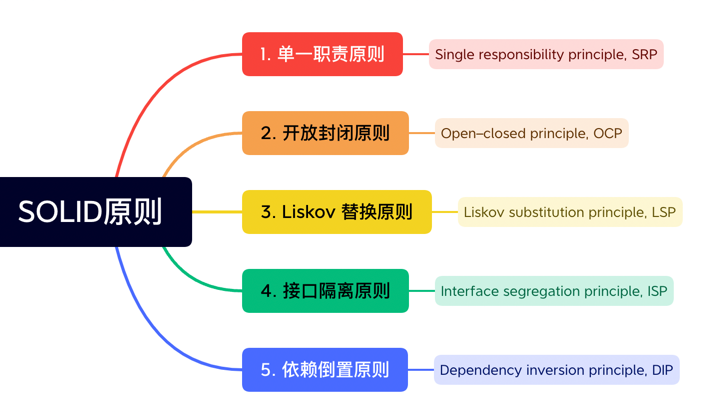 SOLID原则
1. 单一职责原则
Single responsibility principle, SRP
2. 开放封闭原则
Open–closed principle, OCP
3. Liskov 替换原则
Liskov substitution principle, LSP
4. 接口隔离原则
Interface segregation principle, ISP
5. 依赖倒置原则
Dependency inversion principle, DIP